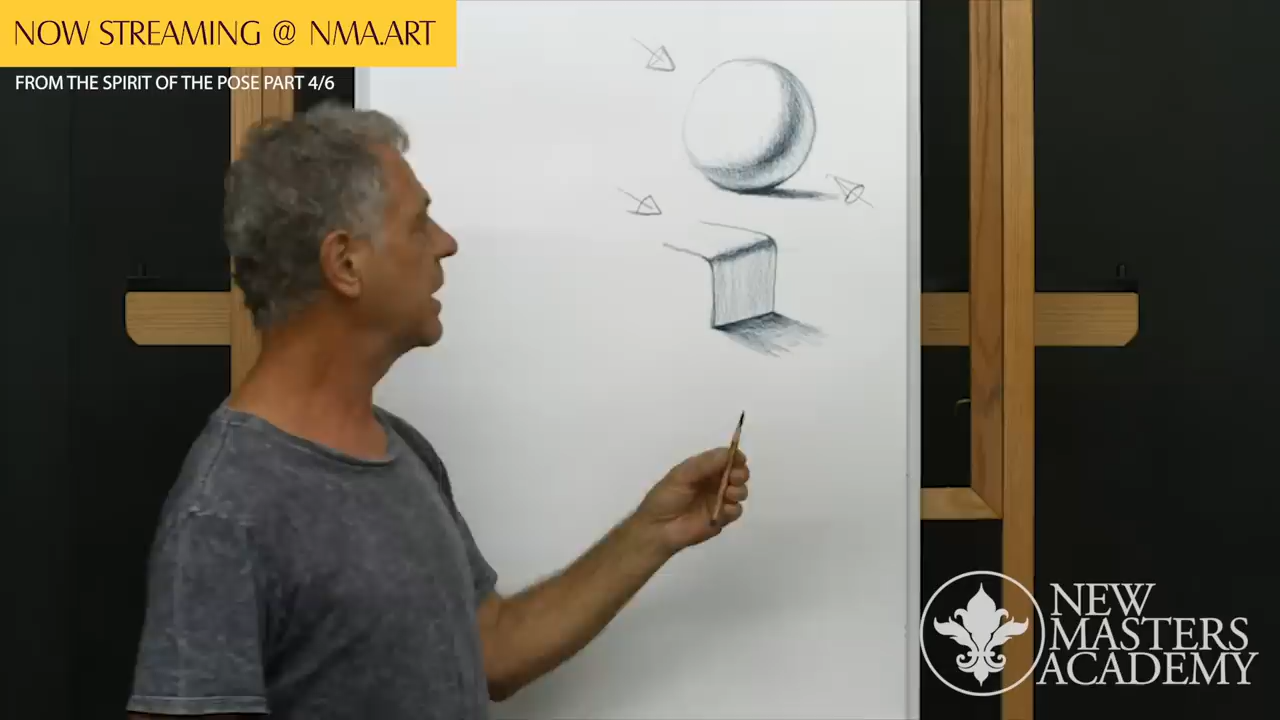 NOW STREAMING @ NMA.ART
FROM THE SPIRIT OF THE POSE PART 4/6
NEW
MASTERS
ACADEMY